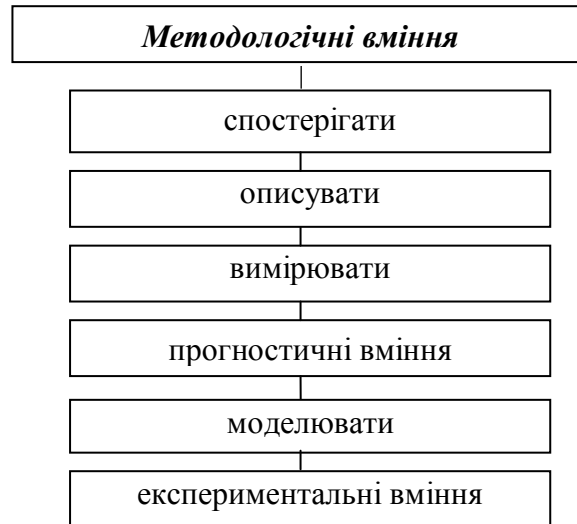 Методологічні вміння
спостерігати
описувати
вимірювати
прогностичні вміння
моделювати
експериментальні вміння